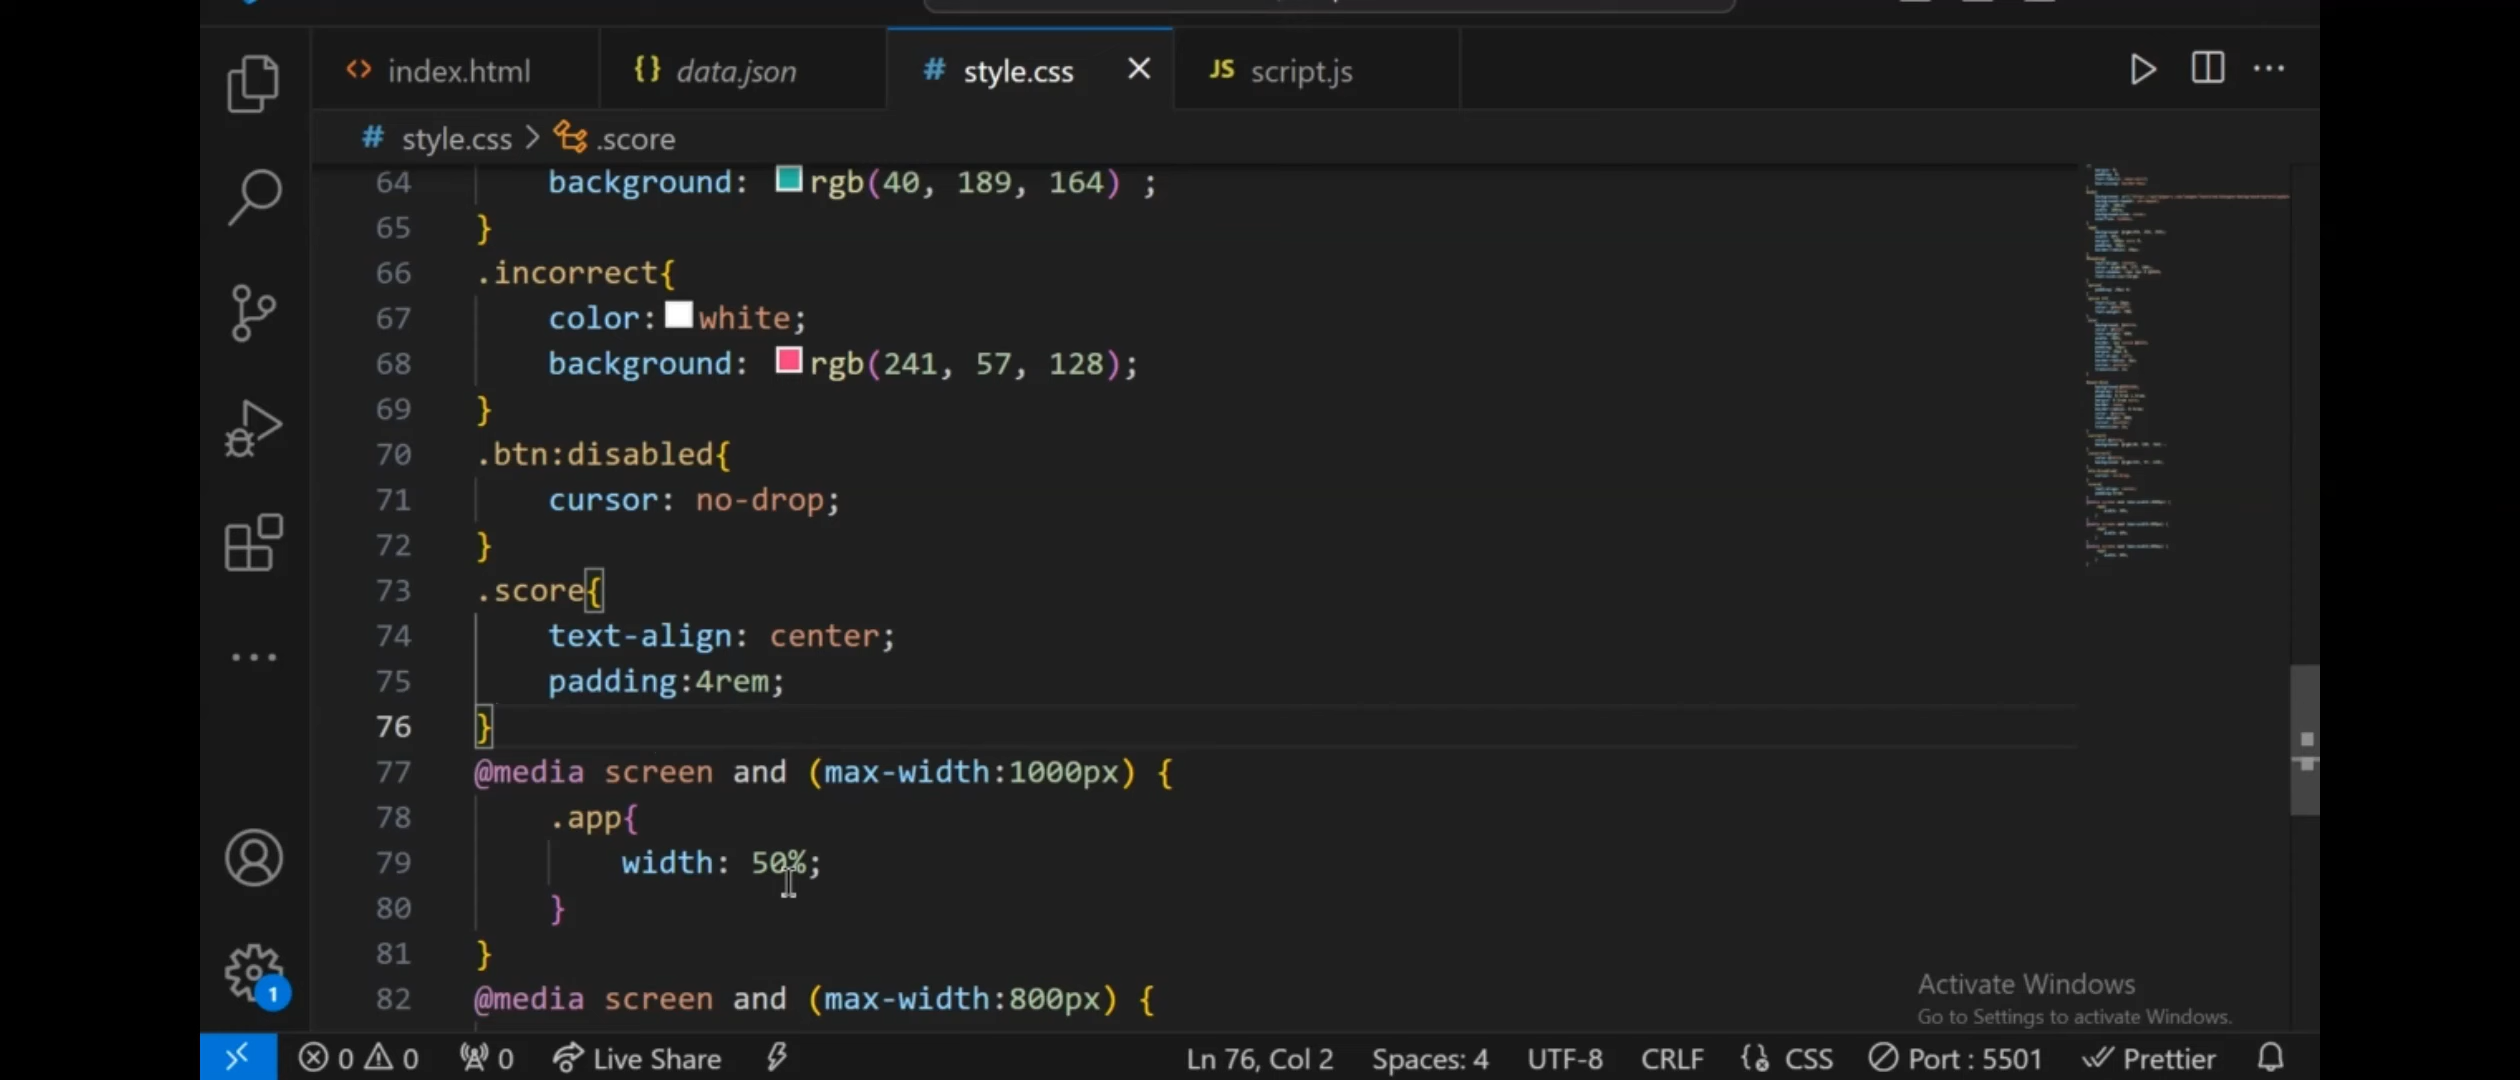 index.html
data.json
style.css
JS script.js
# style.css > .score
64 background: rgb(40, 189, 164) ;
65 }
66 .incorrect{
67 color: white;
68 background: rgb(241, 57, 128);
69 }
70 .btn:disabled{
71 cursor: no-drop;
72 }
73 .score{
74 text-align: center;
75 padding:4rem;
76 }
77 @media screen and (max-width:1000px) {
78 .app{
79 width: 50%;
80 }
81 }
82 @media screen and (max-width:800px) {
Activate Windows
Go to Settings to activate Windows.
1
0 0 0 Live Share Ln 76, Col 2 Spaces: 4 UTF-8 CRLF CSS Port : 5501 Prettier